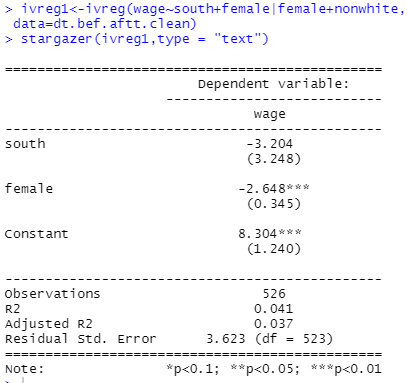 > ivreg1<-ivreg(wage~south+female|female+nonwhite,
 data=dt.bef.aftt.clean)
> stargazer(ivreg1,type = "text")
===============================================
Dependent variable:
---------------------------
wage
-----------------------------------------------
south -3.204
(3.248)
female -2.648***
(0.345)
Constant 8.304***
(1.240)
-----------------------------------------------
Observations 526
R2 0.041
Adjusted R2 0.037
Residual Std. Error 3.623 (df = 523)
===============================================
Note: *p<0.1; **p<0.05; ***p<0.01
>